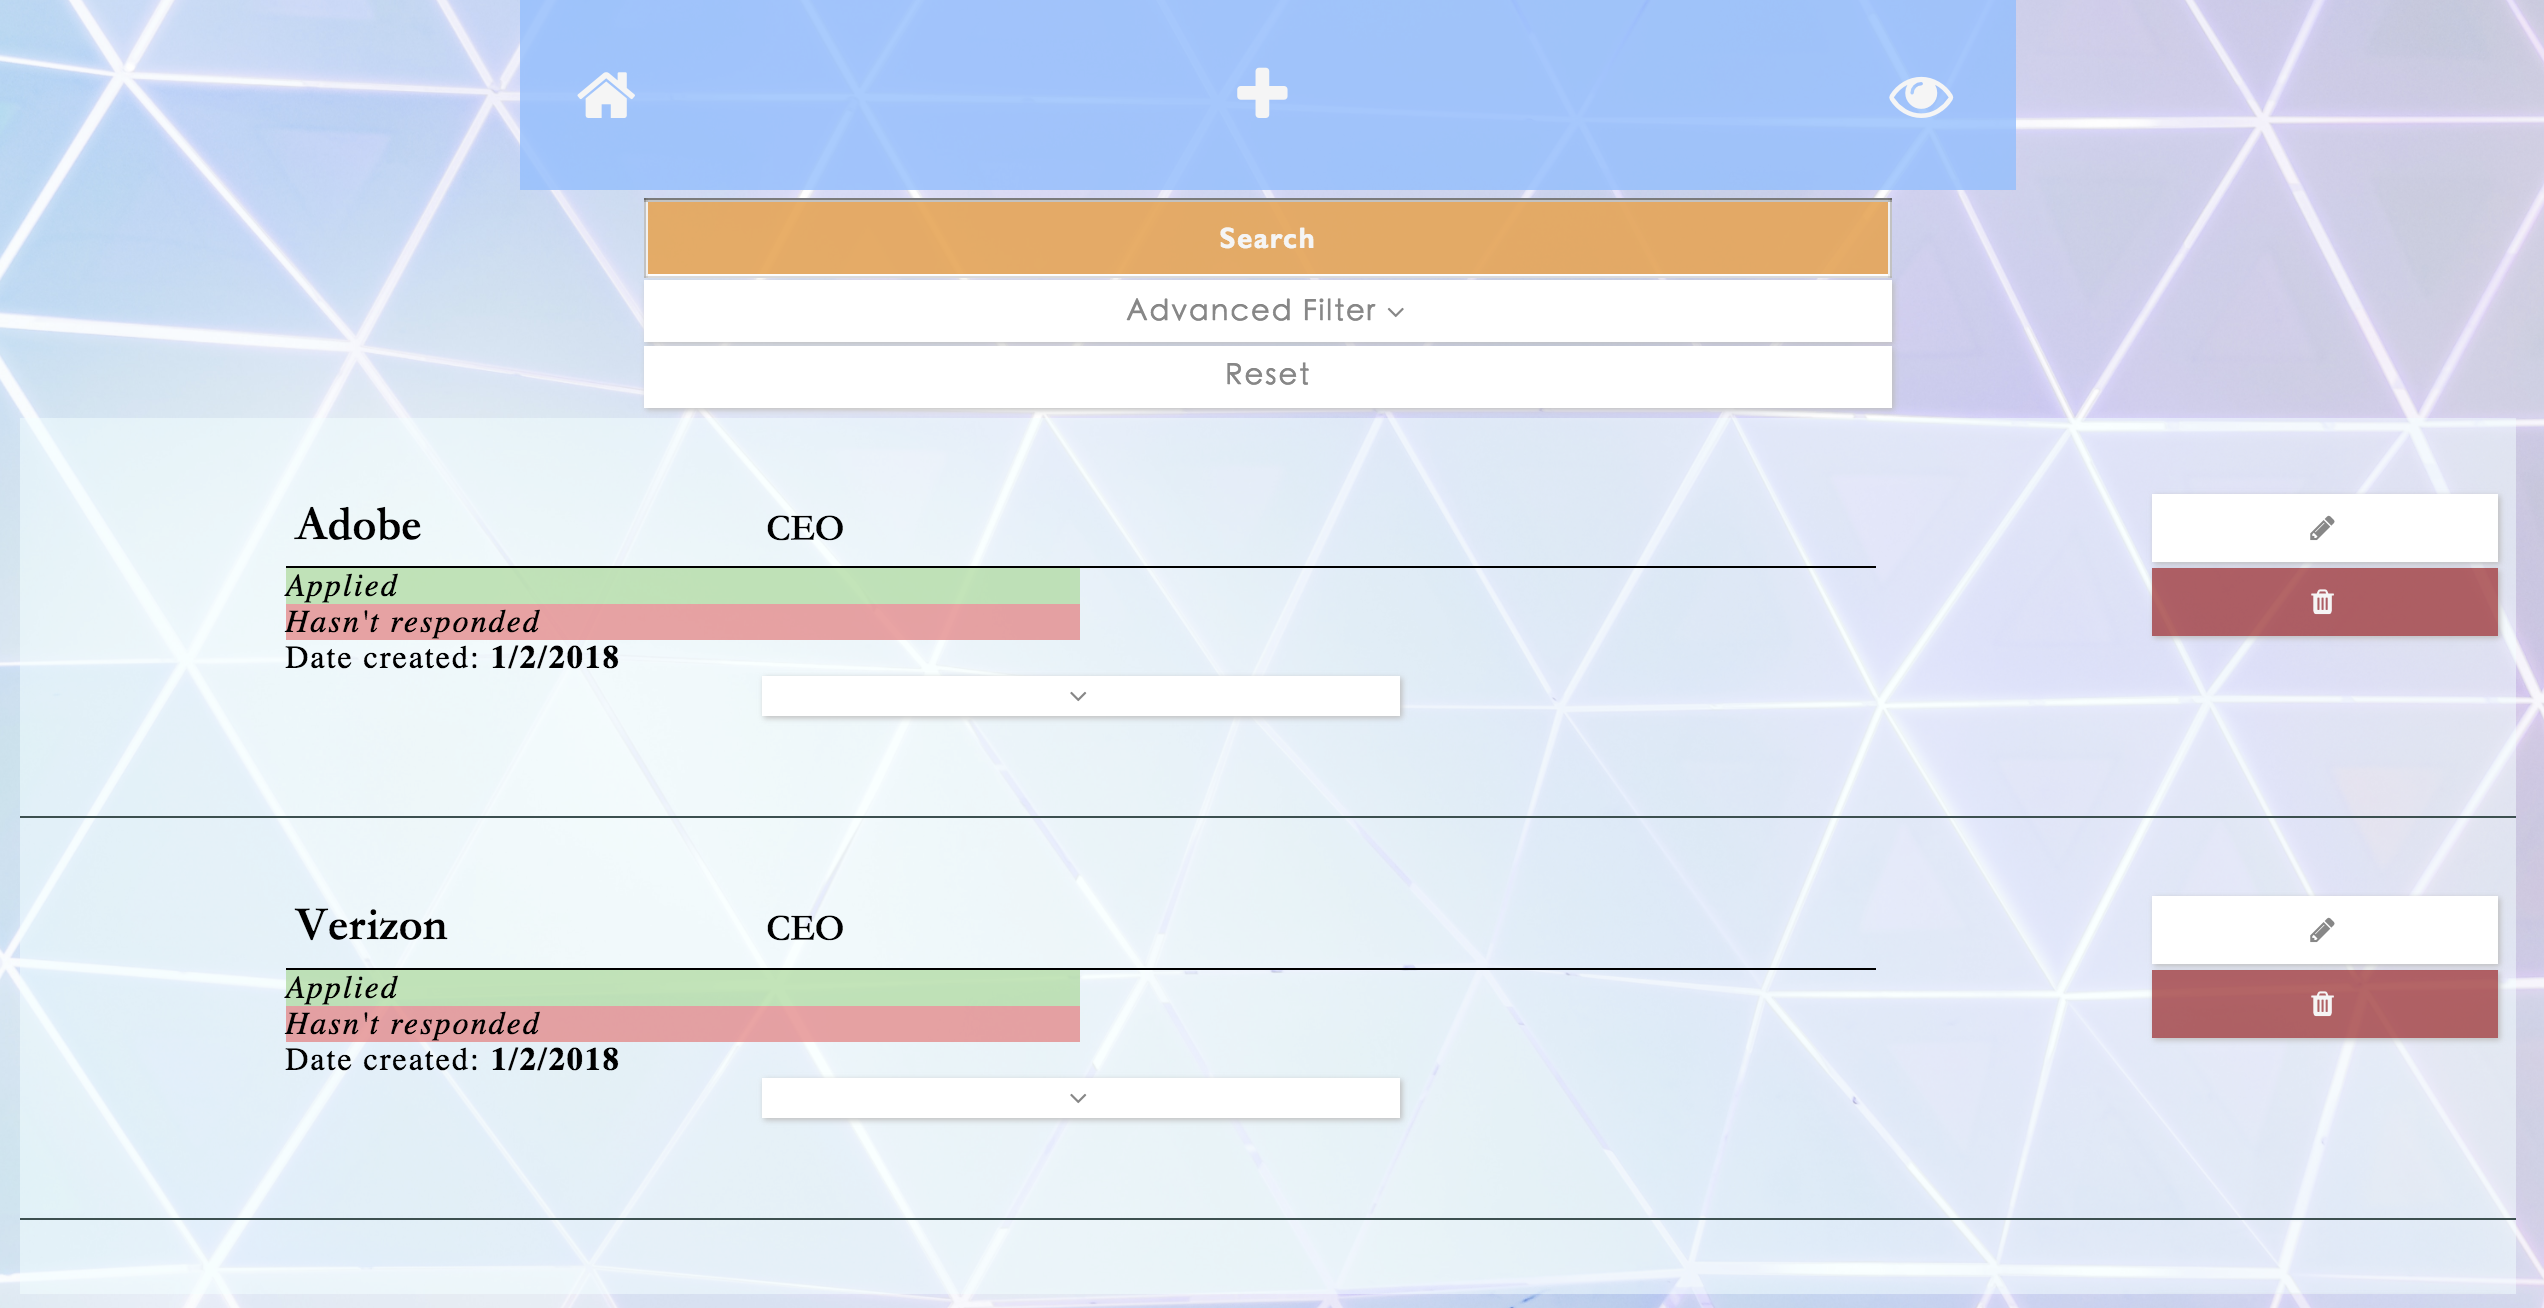 Search
Advanced Filter
Reset
Adobe CEO
Applied
Hasn't responded
Date created: 1/2/2018
Verizon CEO
Applied
Hasn't responded
Date created: 1/2/2018